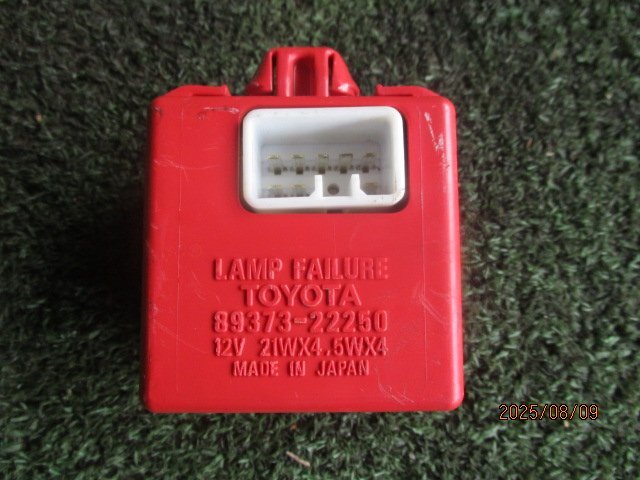 LAMP FAILURE
TOYOTA
89373-22250
12V 21WX4.5WX4
MADE IN JAPAN
2025/08/09